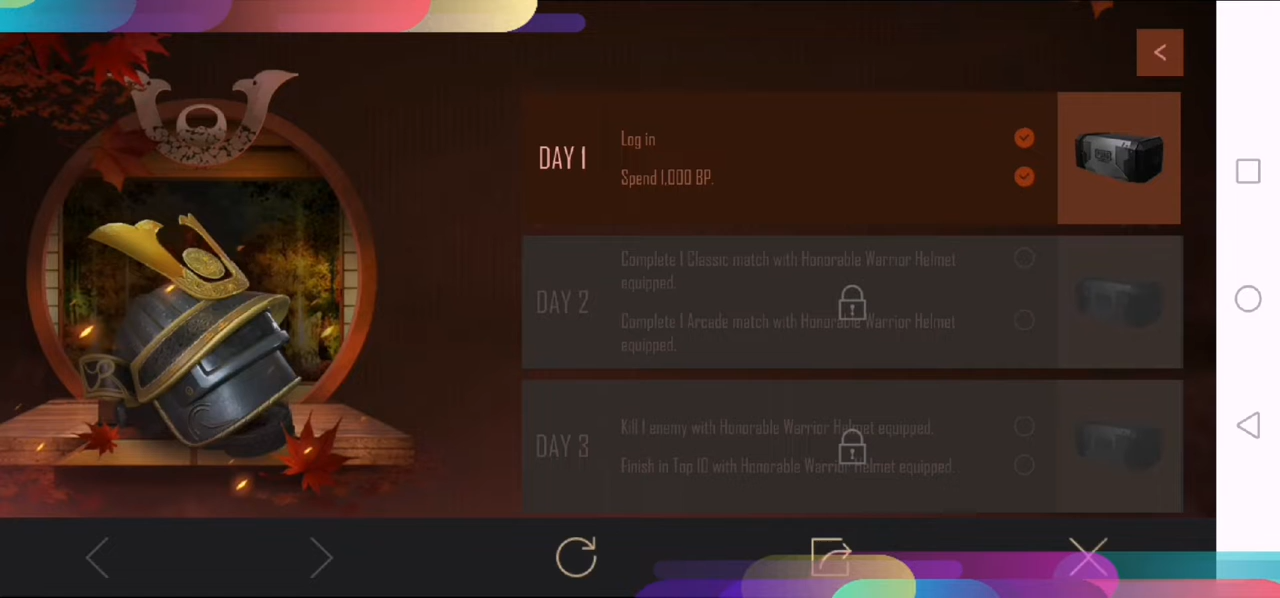 DAY 1
Log in
Spend 1,000 BP.
DAY 2
Complete 1 Classic match with Honorable Warrior Helmet
equipped.
Complete 1 Arcade match with Honorable Warrior Helmet
equipped.
DAY 3
Kill 1 enemy with Honorable Warrior Helmet equipped.
Finish in Top 10 with Honorable Warrior Helmet equipped.